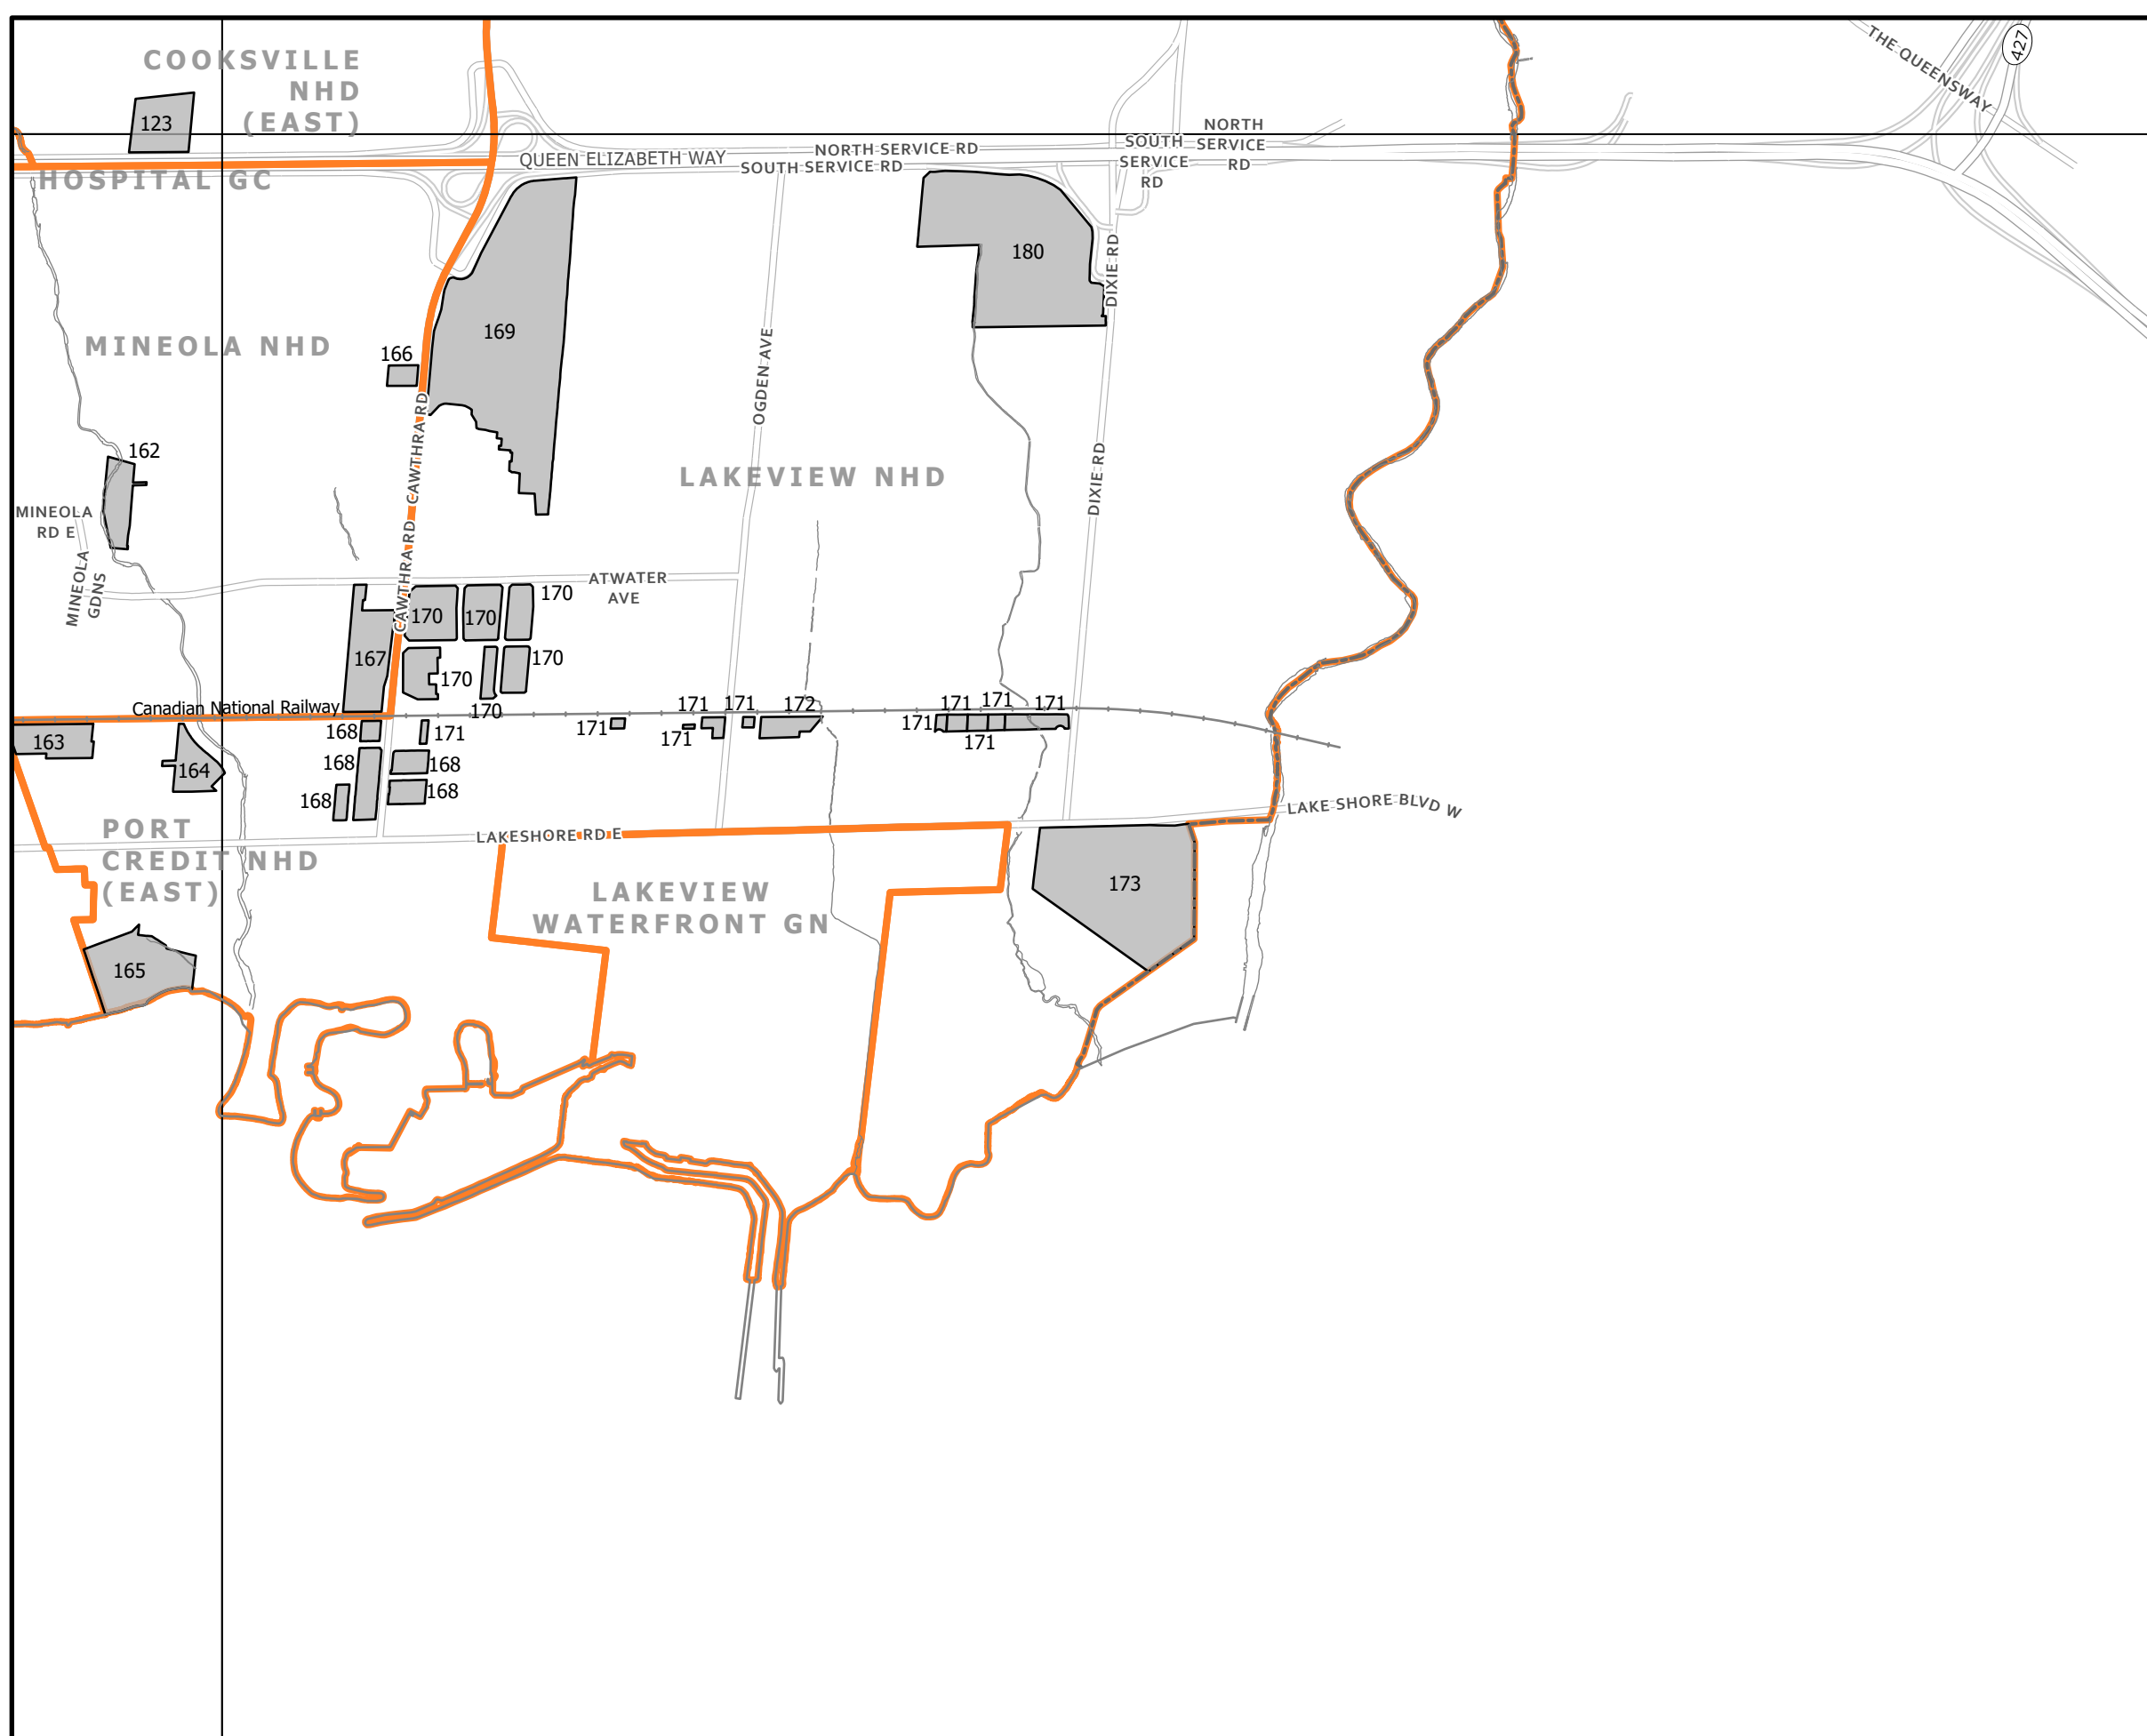 COOKSVILLE
NHD
(EAST)
123
427
THE QUEENSWAY
NORTH
SERVICE
RD
SOUTH
SERVICE
RD
NORTH SERVICE RD
QUEEN ELIZABETH WAY
SOUTH SERVICE RD
HOSPITAL GC
180
DIXIE RD
169
MINEOLA NHD
166
OGDEN AVE
CAWTHRA RD
162
DIXIE RD
LAKEVIEW NHD
MINEOLA
RD E
CAWTHRA RD
MINEOLA
GDNS
ATWATER
AVE
170
170
170
167
170
170
170
Canadian National Railway
171
171
172
171
171
171
163
168
171
171
171
171
171
164
168
168
168
168
LAKE SHORE BLVD W
PORT
CREDIT NHD
(EAST)
LAKESHORE RD E
LAKEVIEW
WATERFRONT GN
173
165